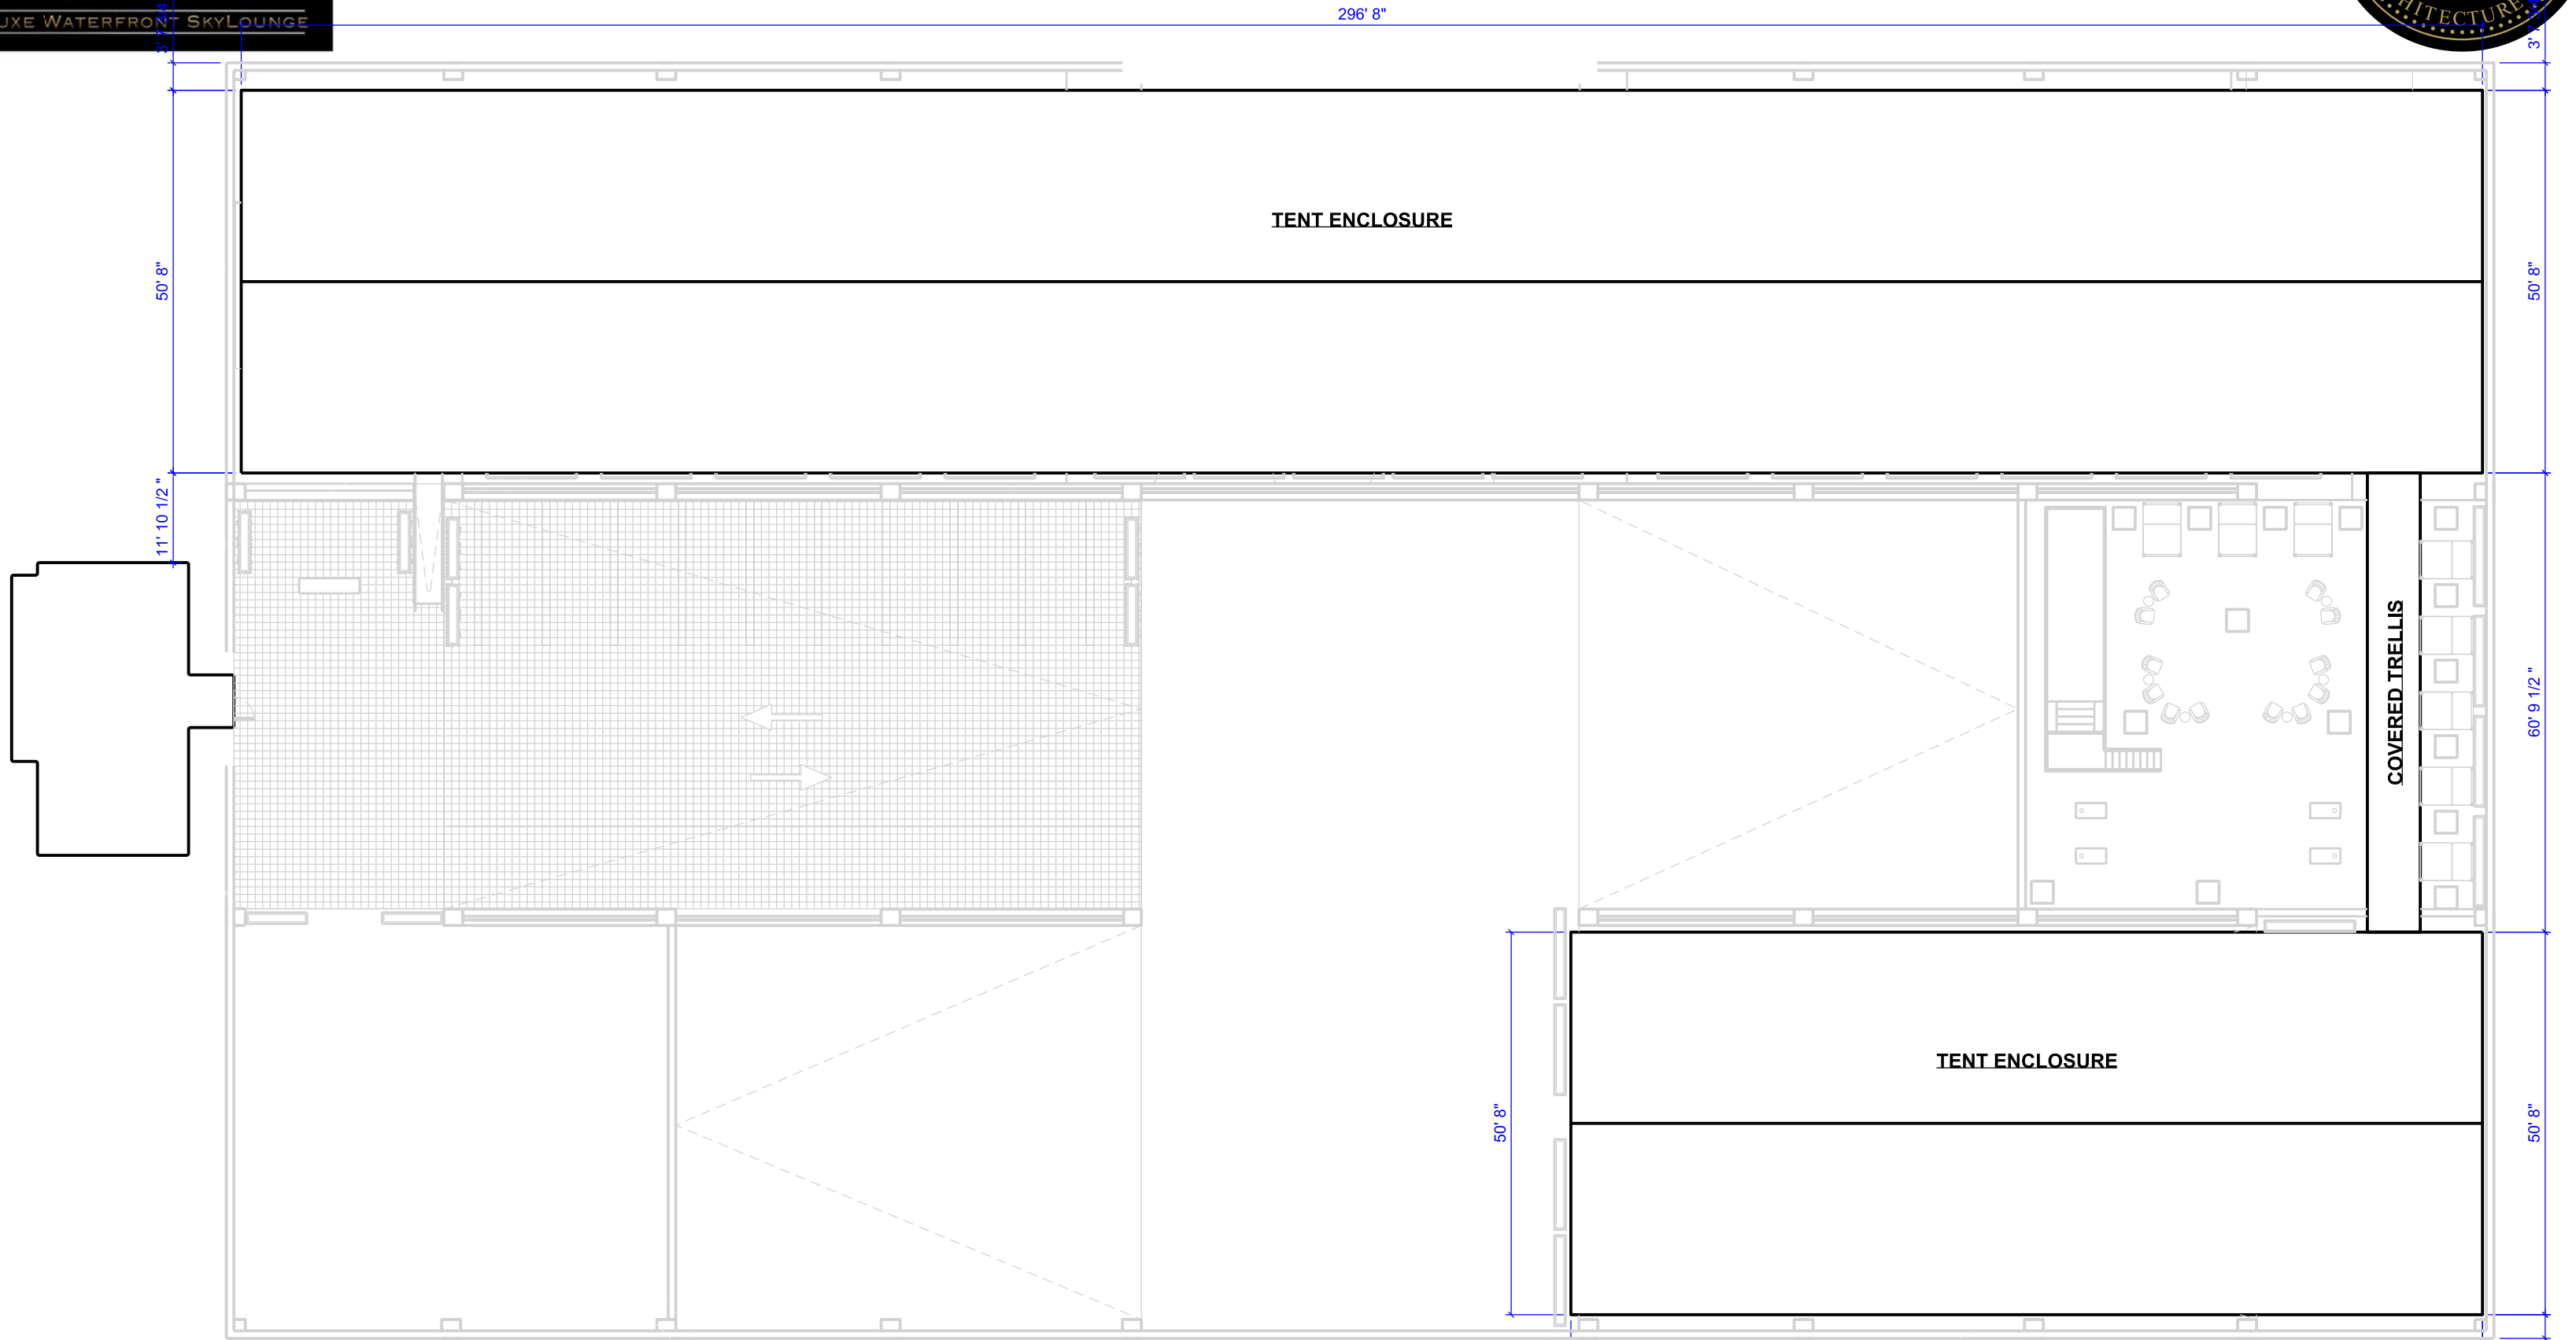 WATERFRONT SKYLOUNGE
296' 8"
TENT ENCLOSURE
50' 8"
50' 8"
11' 10 1/2 "
COVERED TRELLIS
60' 9 1/2 "
TENT ENCLOSURE
50' 8"
50' 8"